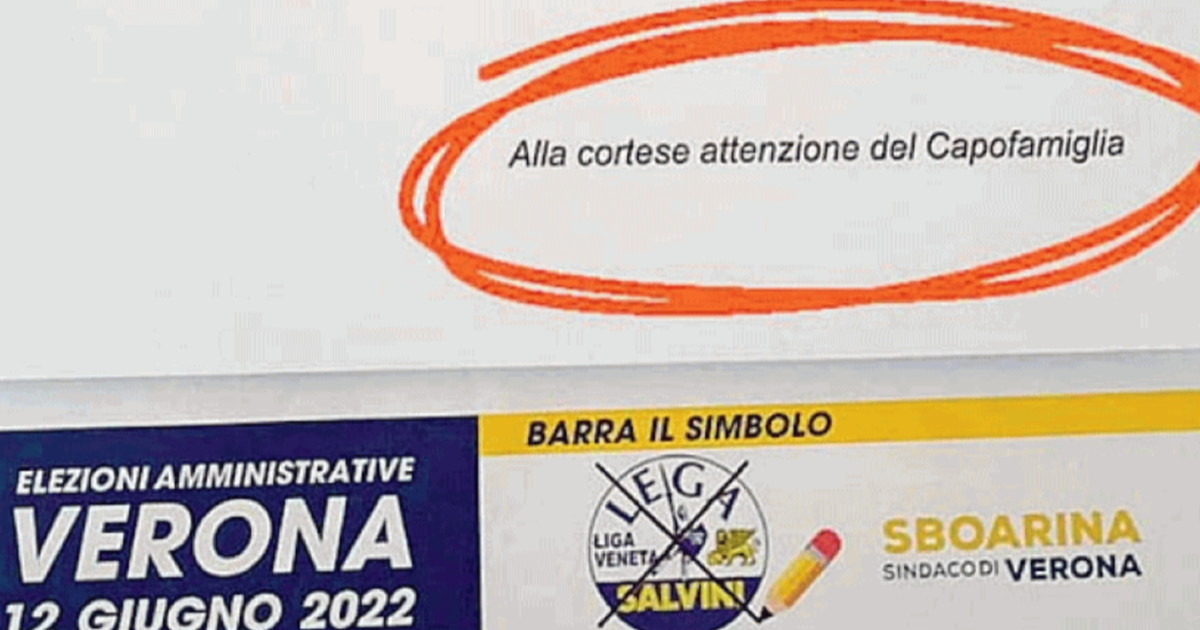 Alla cortese attenzione del Capofamiglia
BARRA IL SIMBOLO
ELEZIONI AMMINISTRATIVE
VERONA
12 GIUGNO 2022
LEGA
LIGA
VENETA
SALVINI
SBOARINA
SINDACO DI VERONA